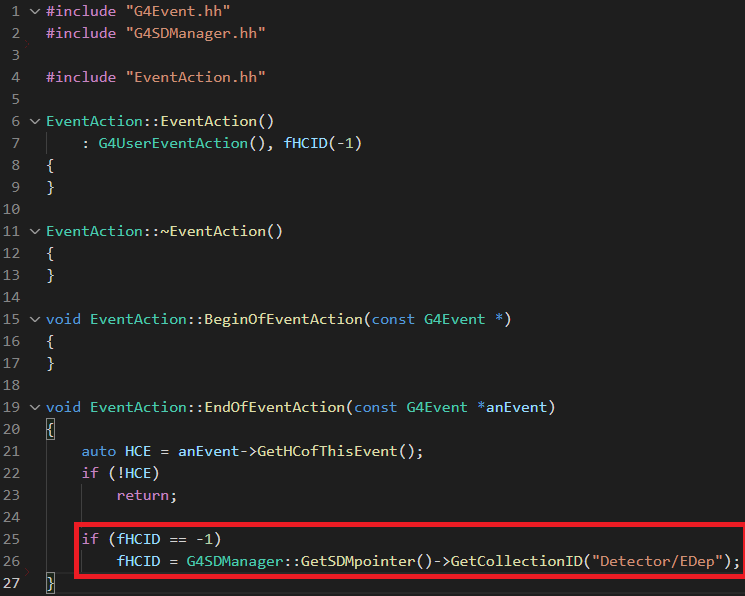 1 #include "G4Event.hh"
2 #include "G4SDManager.hh"
3
4 #include "EventAction.hh"
5
6 EventAction::EventAction()
7     : G4UserEventAction(), fHCID(-1)
8 {
9 }
10
11 EventAction::~EventAction()
12 {
13 }
14
15 void EventAction::BeginOfEventAction(const G4Event *)
16 {
17 }
18
19 void EventAction::EndOfEventAction(const G4Event *anEvent)
20 {
21     auto HCE = anEvent->GetHCofThisEvent();
22     if (!HCE)
23         return;
24
25     if (fHCID == -1)
26         fHCID = G4SDManager::GetSDMpointer()->GetCollectionID("Detector/EDep");
27 }